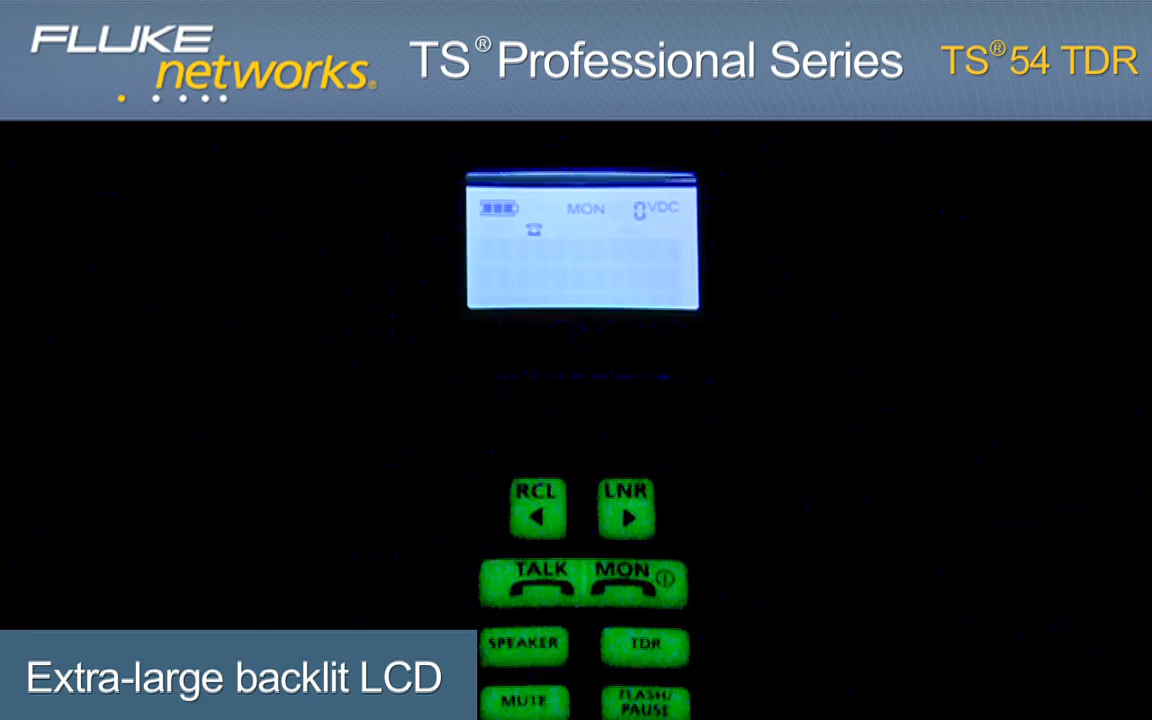 FLUKE
networks®
TS® Professional Series
TS® 54 TDR
MON 0 VDC
RCL LNR
TALK MON
SPEAKER TDR
MUTE FLASH/
PAUSE
Extra-large backlit LCD